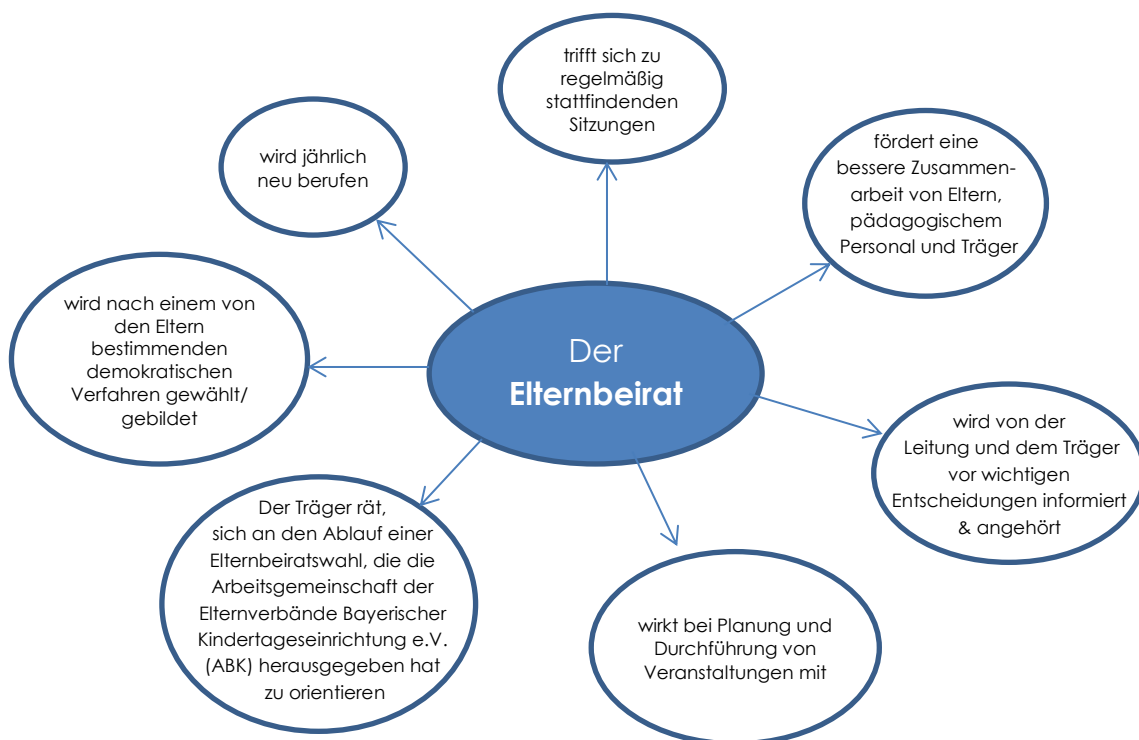 trifft sich zu
regelmäßig
stattfindenden
Sitzungen
fördert eine
bessere Zusammen-
arbeit von Eltern,
pädagogischem
Personal und Träger
wird jährlich
neu berufen
wird nach einem von
den Eltern
bestimmenden
demokratischen
Verfahren gewählt/
gebildet
Der
Elternbeirat
wird von der
Leitung und dem Träger
vor wichtigen
Entscheidungen informiert
& angehört
Der Träger rät,
sich an den Ablauf einer
Elternbeiratswahl, die die
Arbeitsgemeinschaft der
Elternverbände Bayerischer
Kindertageseinrichtung e.V.
(ABK) herausgegeben hat
zu orientieren
wirkt bei Planung und
Durchführung von
Veranstaltungen mit